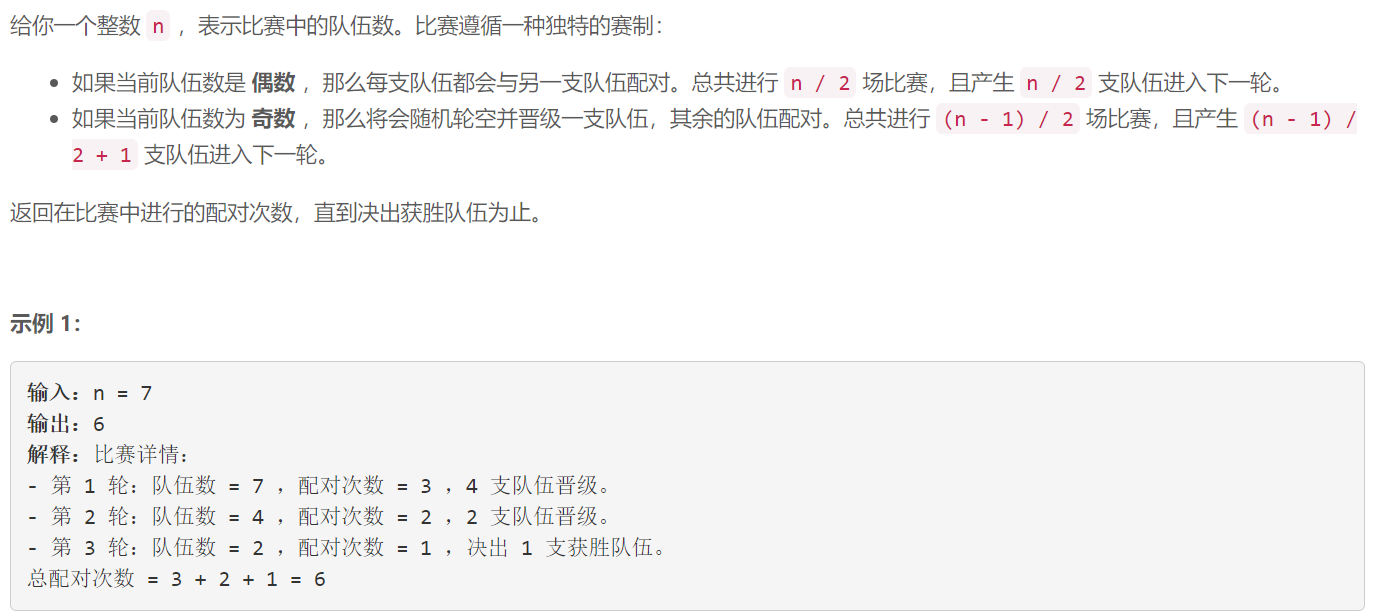 给你一个整数 n ，表示比赛中的队伍数。比赛遵循一种独特的赛制：
如果当前队伍数是 偶数 ，那么每支队伍都会与另一支队伍配对。总共进行 n / 2 场比赛，且产生 n / 2 支队伍进入下一轮。
如果当前队伍数为 奇数 ，那么将会随机轮空并晋级一支队伍，其余的队伍配对。总共进行 (n - 1) / 2 场比赛，且产生 (n - 1) /
2 + 1 支队伍进入下一轮。
返回在比赛中进行的配对次数，直到决出获胜队伍为止。
示例 1：
输入：n = 7
输出：6
解释：比赛详情：
- 第 1 轮：队伍数 = 7 ，配对次数 = 3 ，4 支队伍晋级。
- 第 2 轮：队伍数 = 4 ，配对次数 = 2 ，2 支队伍晋级。
- 第 3 轮：队伍数 = 2 ，配对次数 = 1 ，决出 1 支获胜队伍。
总配对次数 = 3 + 2 + 1 = 6